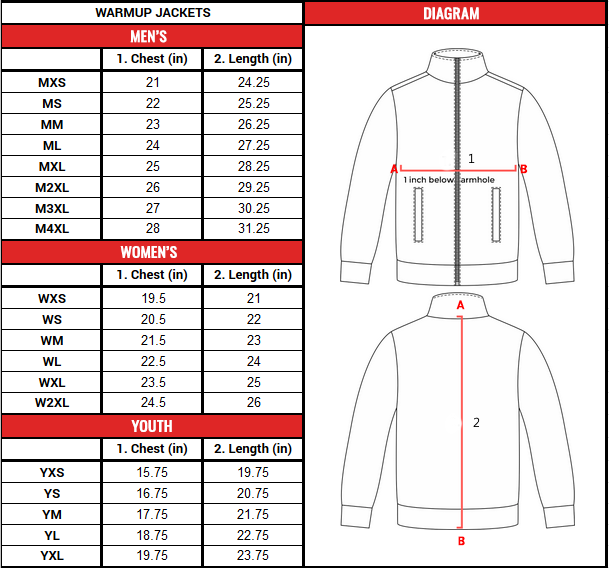 WARMUP JACKETS
MEN'S
1. Chest (in) 2. Length (in)
MXS 21 24.25
MS 22 25.25
MM 23 26.25
ML 24 27.25
MXL 25 28.25
M2XL 26 29.25
M3XL 27 30.25
M4XL 28 31.25
WOMEN'S
1. Chest (in) 2. Length (in)
WXS 19.5 21
WS 20.5 22
WM 21.5 23
WL 22.5 24
WXL 23.5 25
W2XL 24.5 26
YOUTH
1. Chest (in) 2. Length (in)
YXS 15.75 19.75
YS 16.75 20.75
YM 17.75 21.75
YL 18.75 22.75
YXL 19.75 23.75
DIAGRAM
1
A B
1 inch below armhole
A
2
B